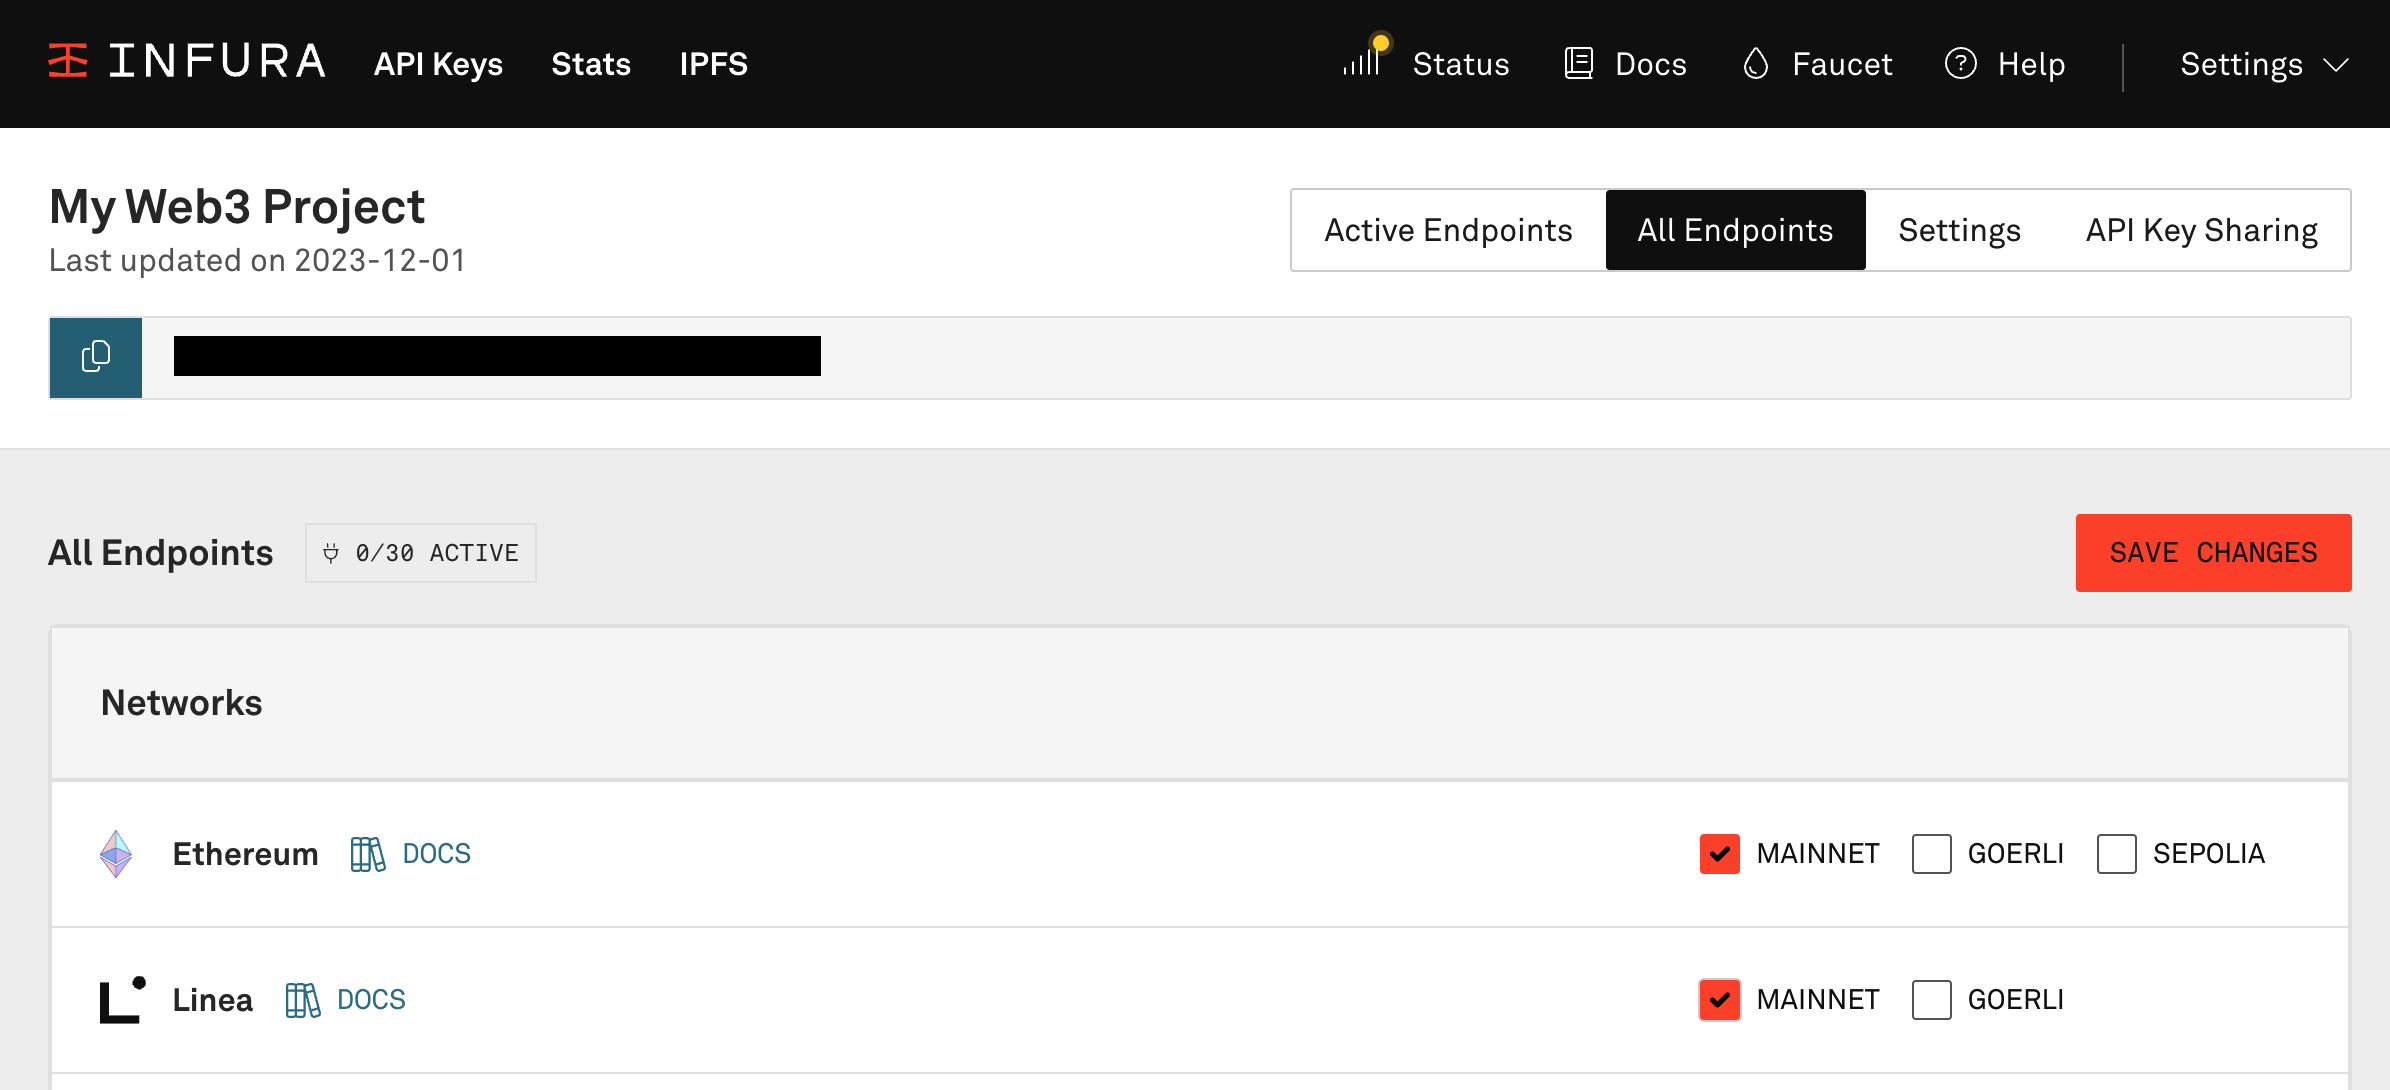 INFURA API Keys Stats IPFS Status Docs Faucet Help Settings
My Web3 Project
Last updated on 2023-12-01
Active Endpoints All Endpoints Settings API Key Sharing
All Endpoints 0/30 ACTIVE SAVE CHANGES
Networks
Ethereum DOCS MAINNET GOERLI SEPOLIA
Linea DOCS MAINNET GOERLI